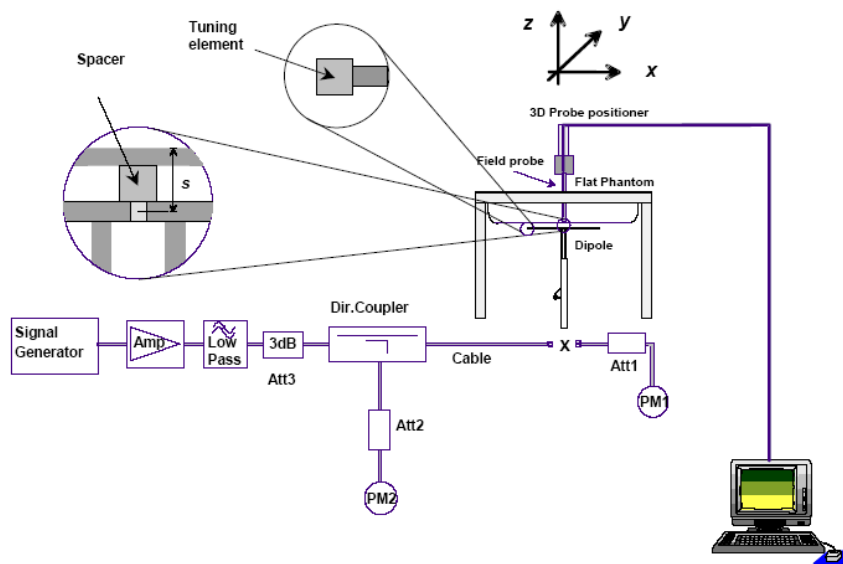 Tuning
element
z
y
x
Spacer
3D Probe positioner
s
Field probe
Flat Phantom
Dipole
Dir.Coupler
Signal
Generator
Amp
Low
Pass
3dB
Att3
Cable
X
Att1
PM1
Att2
PM2